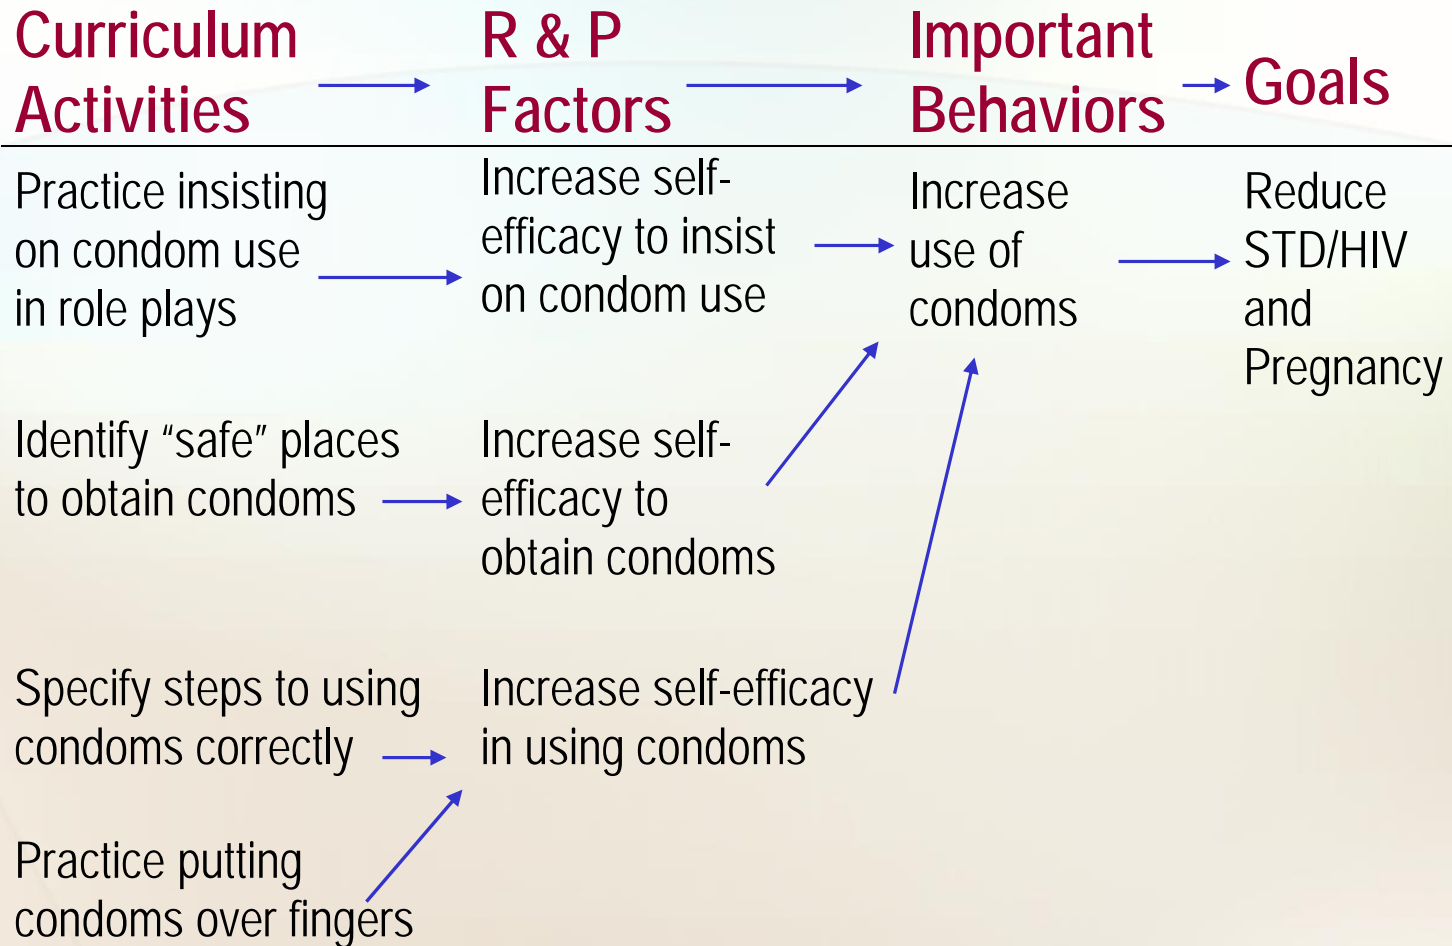 Curriculum
Activities
R & P
Factors
Important
Behaviors
Goals
Practice insisting
on condom use
in role plays
Increase self-
efficacy to insist
on condom use
Increase
use of
condoms
Reduce
STD/HIV
and
Pregnancy
Identify “safe” places
to obtain condoms
Increase self-
efficacy to
obtain condoms
Specify steps to using
condoms correctly
Increase self-efficacy
in using condoms
Practice putting
condoms over fingers